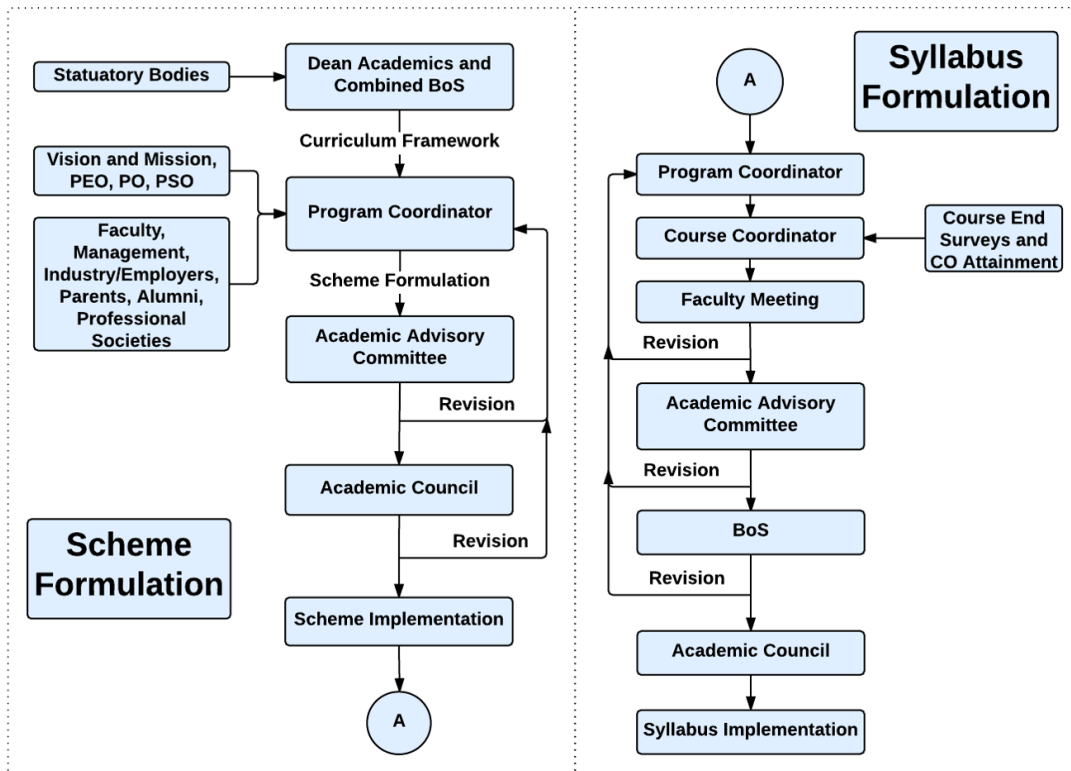 Statuatory Bodies
Dean Academics and
Combined BoS
Curriculum Framework
Vision and Mission,
PEO, PO, PSO
Program Coordinator
Faculty,
Management,
Industry/Employers,
Parents, Alumni,
Professional
Societies
Scheme Formulation
Academic Advisory
Committee
Revision
Academic Council
Revision
Scheme
Formulation
Scheme Implementation
A
A
Syllabus
Formulation
Program Coordinator
Course Coordinator
Course End
Surveys and
CO Attainment
Faculty Meeting
Revision
Academic Advisory
Committee
Revision
BoS
Revision
Academic Council
Syllabus Implementation